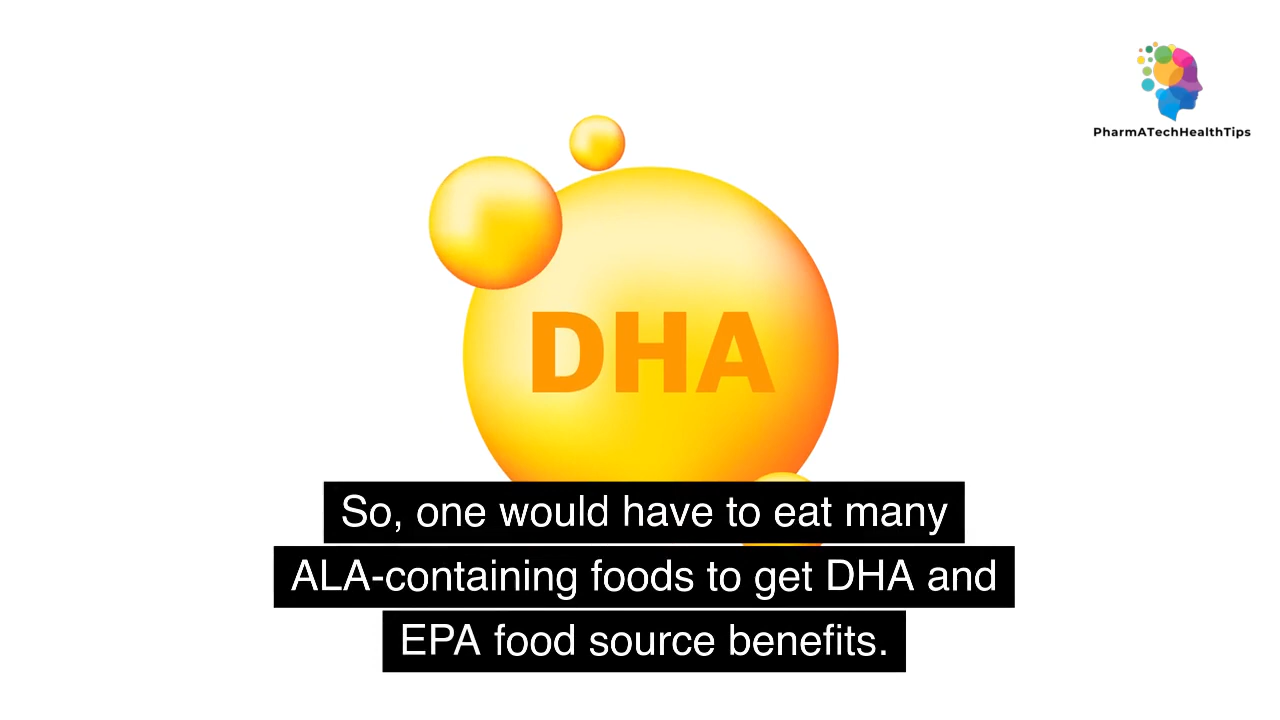 PharmATechHealthTips
DHA
So, one would have to eat many
ALA-containing foods to get DHA and
EPA food source benefits.